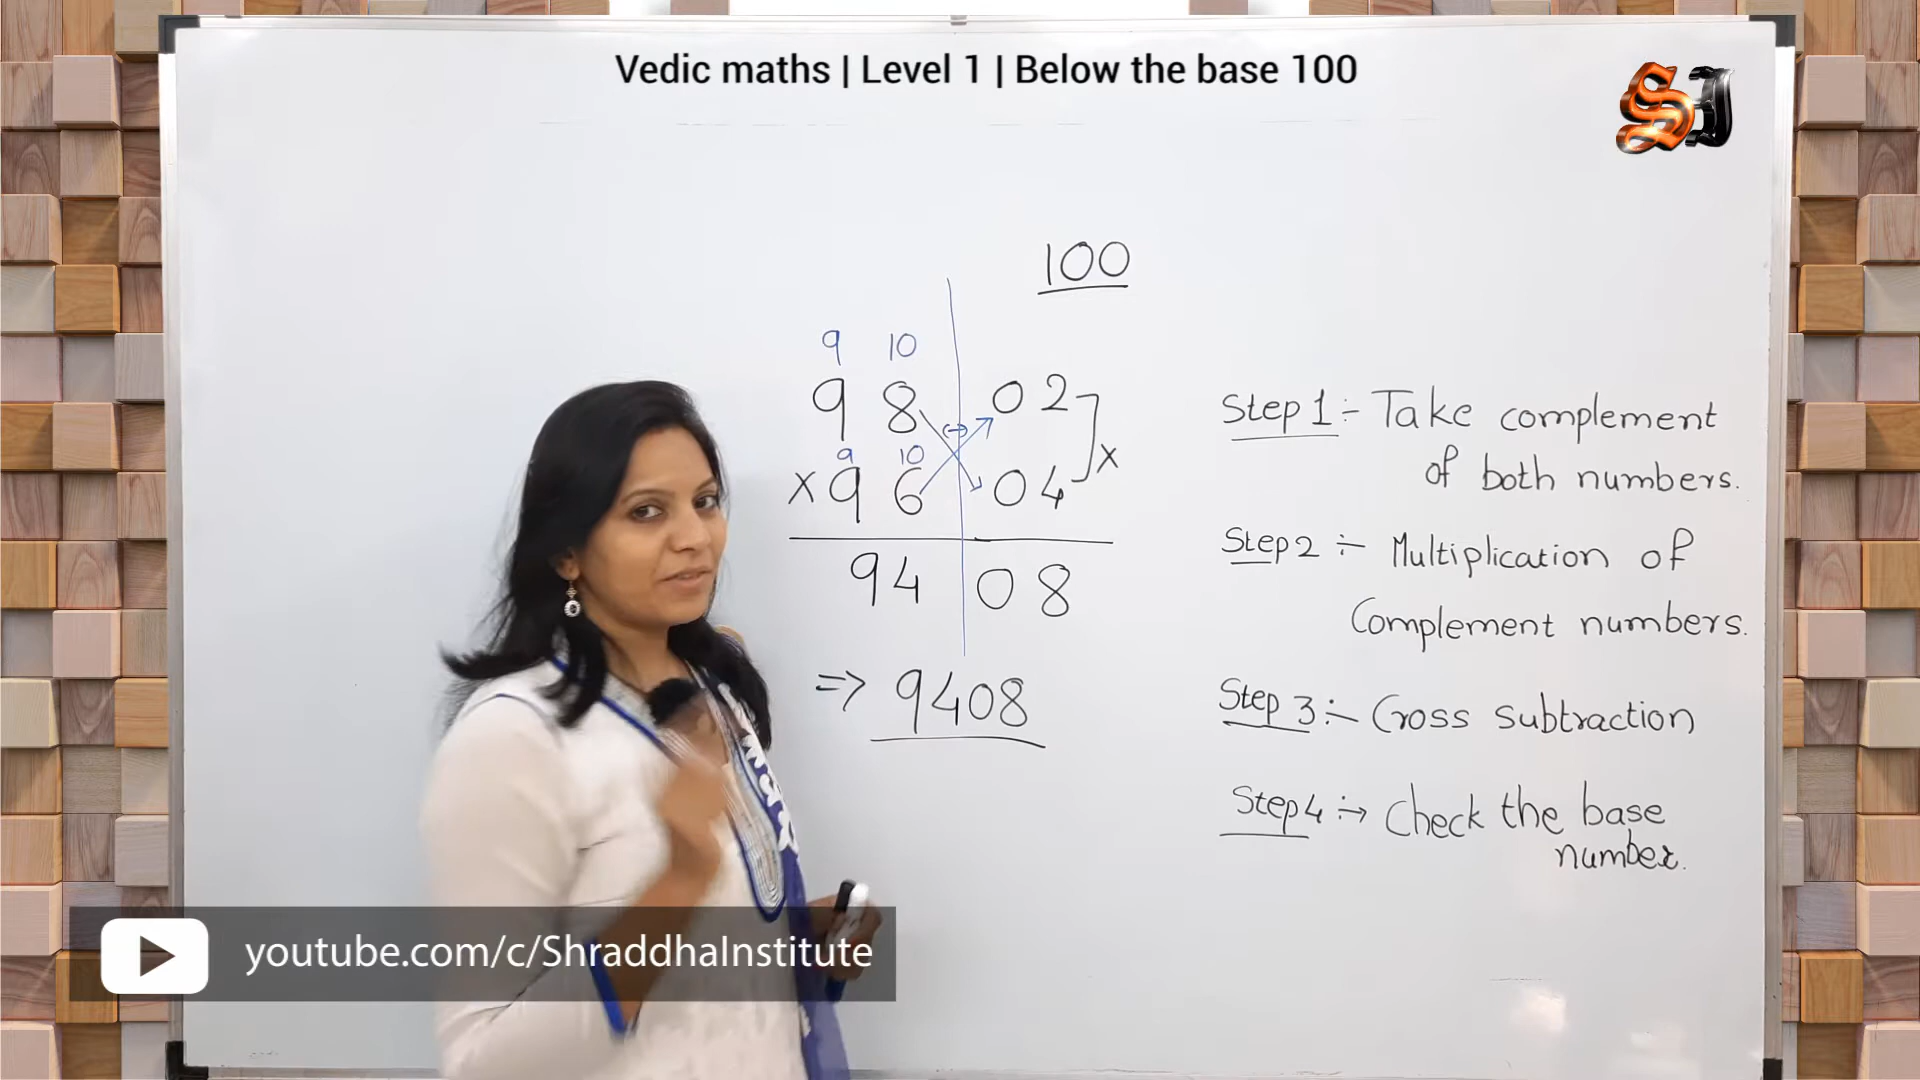 Vedic maths | Level 1 | Below the base 100
SI
100
9 10
9 8 02
9 10
X 9 6 04 X
94 08
=> 9408
Step 1 :- Take complement
of both numbers.
Step 2 :- Multiplication of
Complement numbers.
Step 3 :- Cross subtraction
Step 4 :-> Check the base
number.
youtube.com/c/ShraddhaInstitute